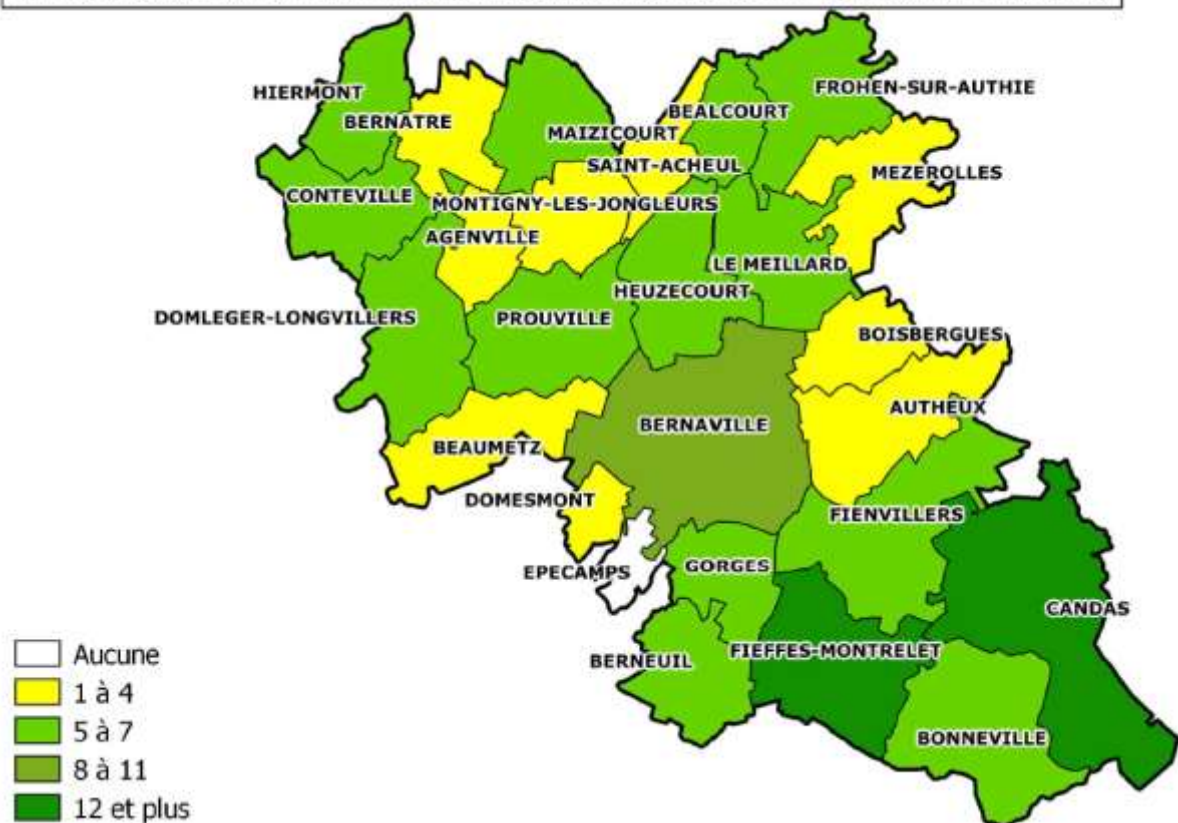 FROHEN-SUR-AUTHIE
HIERMONT
BEALCOURT
BERNATRE
MAIZICOURT
SAINT-ACHEUL
MEZEROLLES
CONTEVILLE
MONTIGNY-LES-JONGLEURS
AGENVILLE
LE MEILLARD
HEUZECOURT
DOMLEGER-LONGVILLERS
PROUVILLE
BOISBERGUES
AUTHEUX
BERNAVILLE
BEAUMETZ
DOMESMONT
FIENVILLERS
EPECAMPS
GORGES
CANDAS
FIEFFES-MONTRELET
BERNEUIL
BONNEVILLE
Aucune
1 à 4
5 à 7
8 à 11
12 et plus